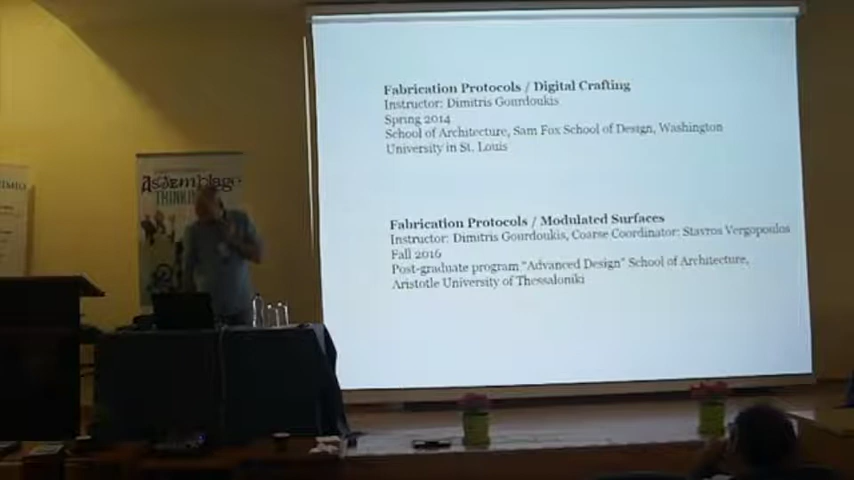 Assemblage
THINKIN
Fabrication Protocols / Digital Crafting
Instructor: Dimitris Gourdoukis
Spring 2014
School of Architecture, Sam Fox School of Design, Washington
University in St. Louis
Fabrication Protocols / Modulated Surfaces
Instructor: Dimitris Gourdoukis, Coarse Coordinator: Stavros Vergopoulos
Fall 2016
Post-graduate program "Advanced Design" School of Architecture,
Aristotle University of Thessaloniki